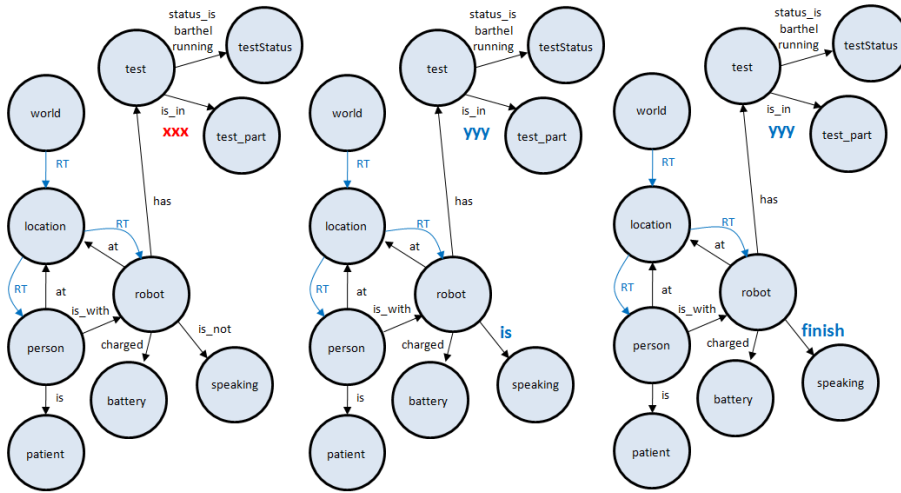 status_is
barthel
running
testStatus
test
is_in
xxx
test_part
world
RT
has
location
RT
at
RT
at
robot
is_with
is_not
person
charged
speaking
is
battery
patient
status_is
barthel
running
testStatus
test
is_in
yyy
test_part
world
RT
has
location
RT
at
RT
at
robot
is_with
is
person
charged
speaking
is
battery
patient
status_is
barthel
running
testStatus
test
is_in
yyy
test_part
world
RT
has
location
RT
at
RT
at
robot
is_with
finish
person
charged
speaking
is
battery
patient